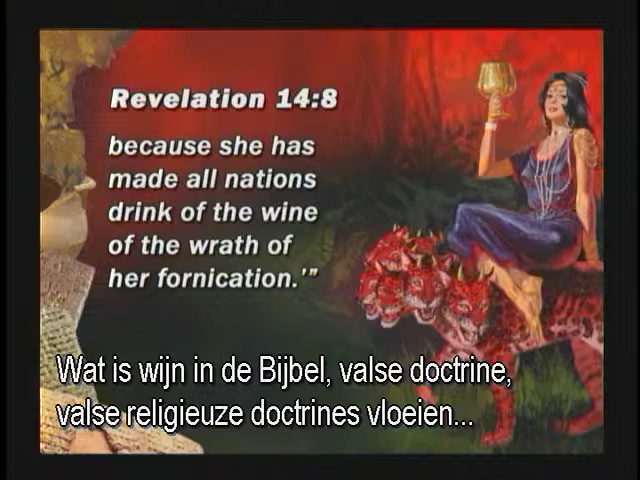 Revelation 14:8
because she has
made all nations
drink of the wine
of the wrath of
her fornication.'"
Wat is wijn in de Bijbel, valse doctrine,
valse religieuze doctrines vloeien...